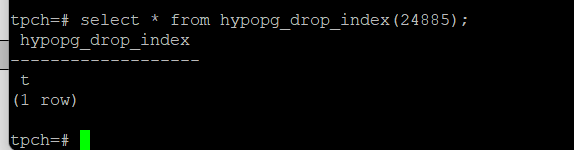 tpch=# select * from hypopg_drop_index(24885);
 hypopg_drop_index
-------------------
 t
(1 row)
tpch=#